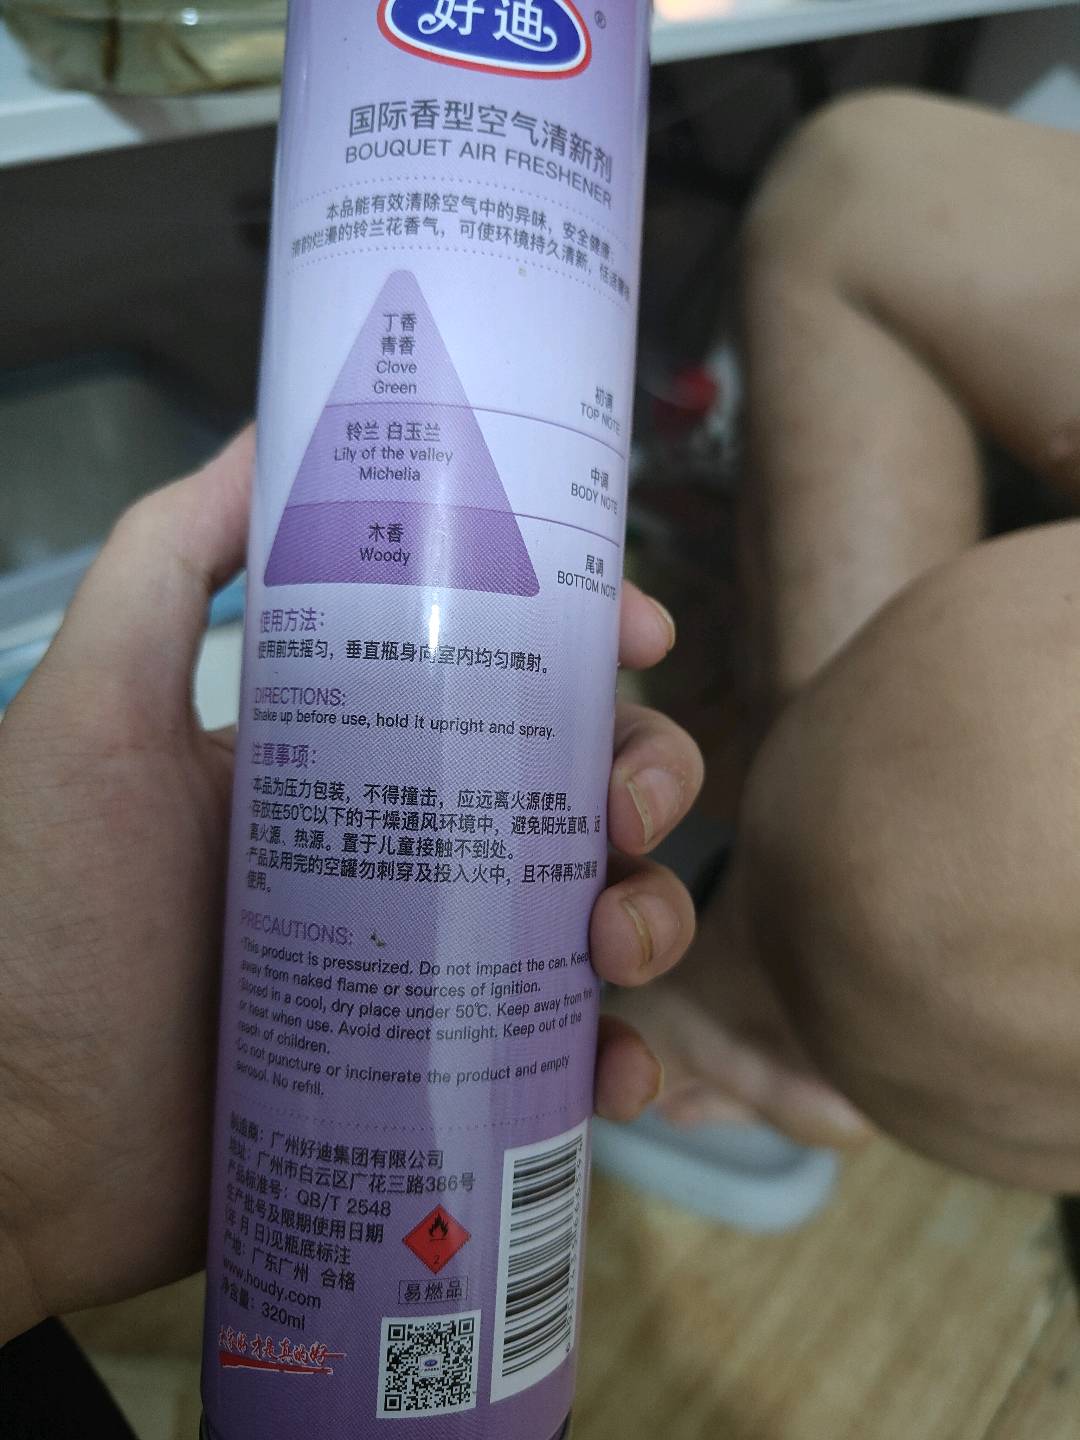 好迪
®
国际香型空气清新剂
BOUQUET AIR FRESHENER
本品能有效清除空气中的异味，安全健康；
清韵烂漫的铃兰花香气，可使环境持久清新，恬适
丁香
青香
Clove
Green
初调
TOP NOTE
铃兰 白玉兰
Lily of the valley
Michelia
中调
BODY NOTE
木香
Woody
尾调
BOTTOM NOTE
使用方法：
使用前先摇匀，垂直瓶身向室内均匀喷射。
DIRECTIONS:
Shake up before use, hold it upright and spray.
注意事项：
·本品为压力包装，不得撞击，应远离火源使用。
·存放在50℃以下的干燥通风环境中，避免阳光直晒，远
离火源、热源。置于儿童接触不到处。
·产品及用完的空罐勿刺穿及投入火中，且不得再次灌装
使用。
PRECAUTIONS:
·This product is pressurized. Do not impact the can. Keep
away from naked flame or sources of ignition.
·Stored in a cool, dry place under 50℃. Keep away from fire
or heat when use. Avoid direct sunlight. Keep out of the
reach of children.
·Do not puncture or incinerate the product and empty
aerosol. No refill.
制造商：广州好迪集团有限公司
地址：广州市白云区广花三路386号
产品标准号：QB/T 2548
生产批号及限期使用日期
(年 月 日)见瓶底标注
产地：广东广州 合格
www.houdy.com
净含量：320ml
大家好才是真的好
2
易燃品